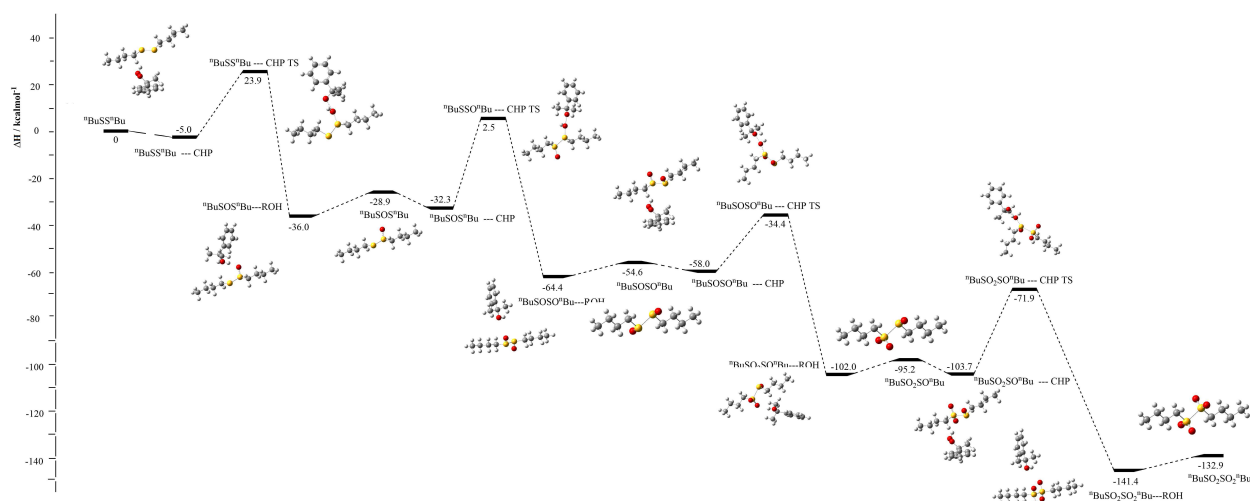 40
20
0
-20
-40
-60
-80
-100
-120
-140
ΔH / kcalmol⁻¹
ⁿBuSSⁿBu
0
-5.0
ⁿBuSSⁿBu --- CHP
ⁿBuSSⁿBu --- CHP TS
23.9
ⁿBuSOSⁿBu---ROH
-36.0
-28.9
ⁿBuSOSⁿBu
-32.3
ⁿBuSOSⁿBu --- CHP
ⁿBuSSOⁿBu --- CHP TS
2.5
-64.4
ⁿBuSOSOⁿBu---ROH
-54.6
ⁿBuSOSOⁿBu
-58.0
ⁿBuSOSOⁿBu --- CHP
ⁿBuSOSOⁿBu --- CHP TS
-34.4
ⁿBuSO₂SOⁿBu---ROH
-102.0
-95.2
ⁿBuSO₂SOⁿBu
-103.7
ⁿBuSO₂SOⁿBu --- CHP
ⁿBuSO₂SOⁿBu --- CHP TS
-71.9
-141.4
ⁿBuSO₂SO₂ⁿBu---ROH
-132.9
ⁿBuSO₂SO₂ⁿBu